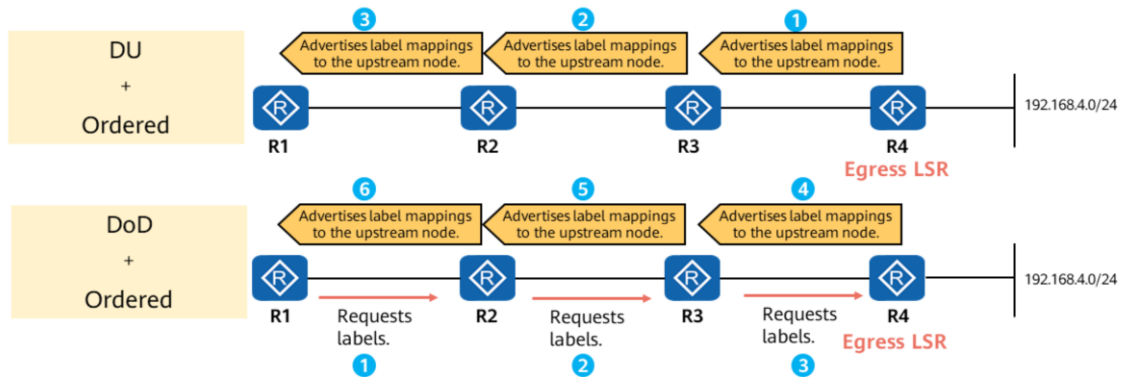 3
2
1
Advertises label mappings
to the upstream node.
Advertises label mappings
to the upstream node.
Advertises label mappings
to the upstream node.
DU
+
Ordered
R
R
R
R
192.168.4.0/24
R1
R2
R3
R4
Egress LSR
6
5
4
Advertises label mappings
to the upstream node.
Advertises label mappings
to the upstream node.
Advertises label mappings
to the upstream node.
DoD
+
Ordered
R
R
R
R
192.168.4.0/24
R1
Requests
labels.
R2
Requests
labels.
R3
Requests
labels.
R4
Egress LSR
1
2
3